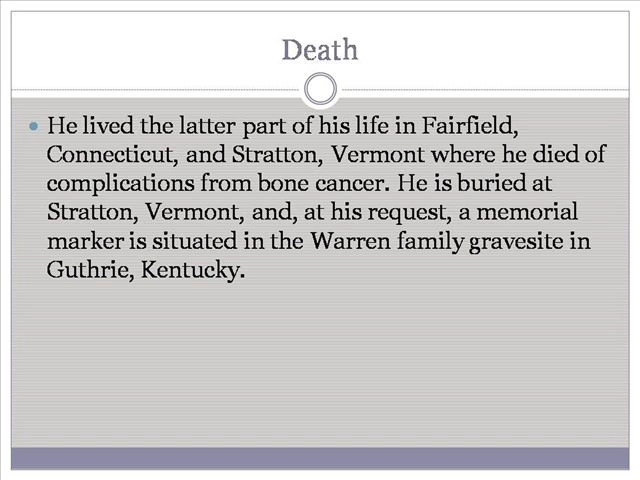 Death
• He lived the latter part of his life in Fairfield,
Connecticut, and Stratton, Vermont where he died of
complications from bone cancer. He is buried at
Stratton, Vermont, and, at his request, a memorial
marker is situated in the Warren family gravesite in
Guthrie, Kentucky.